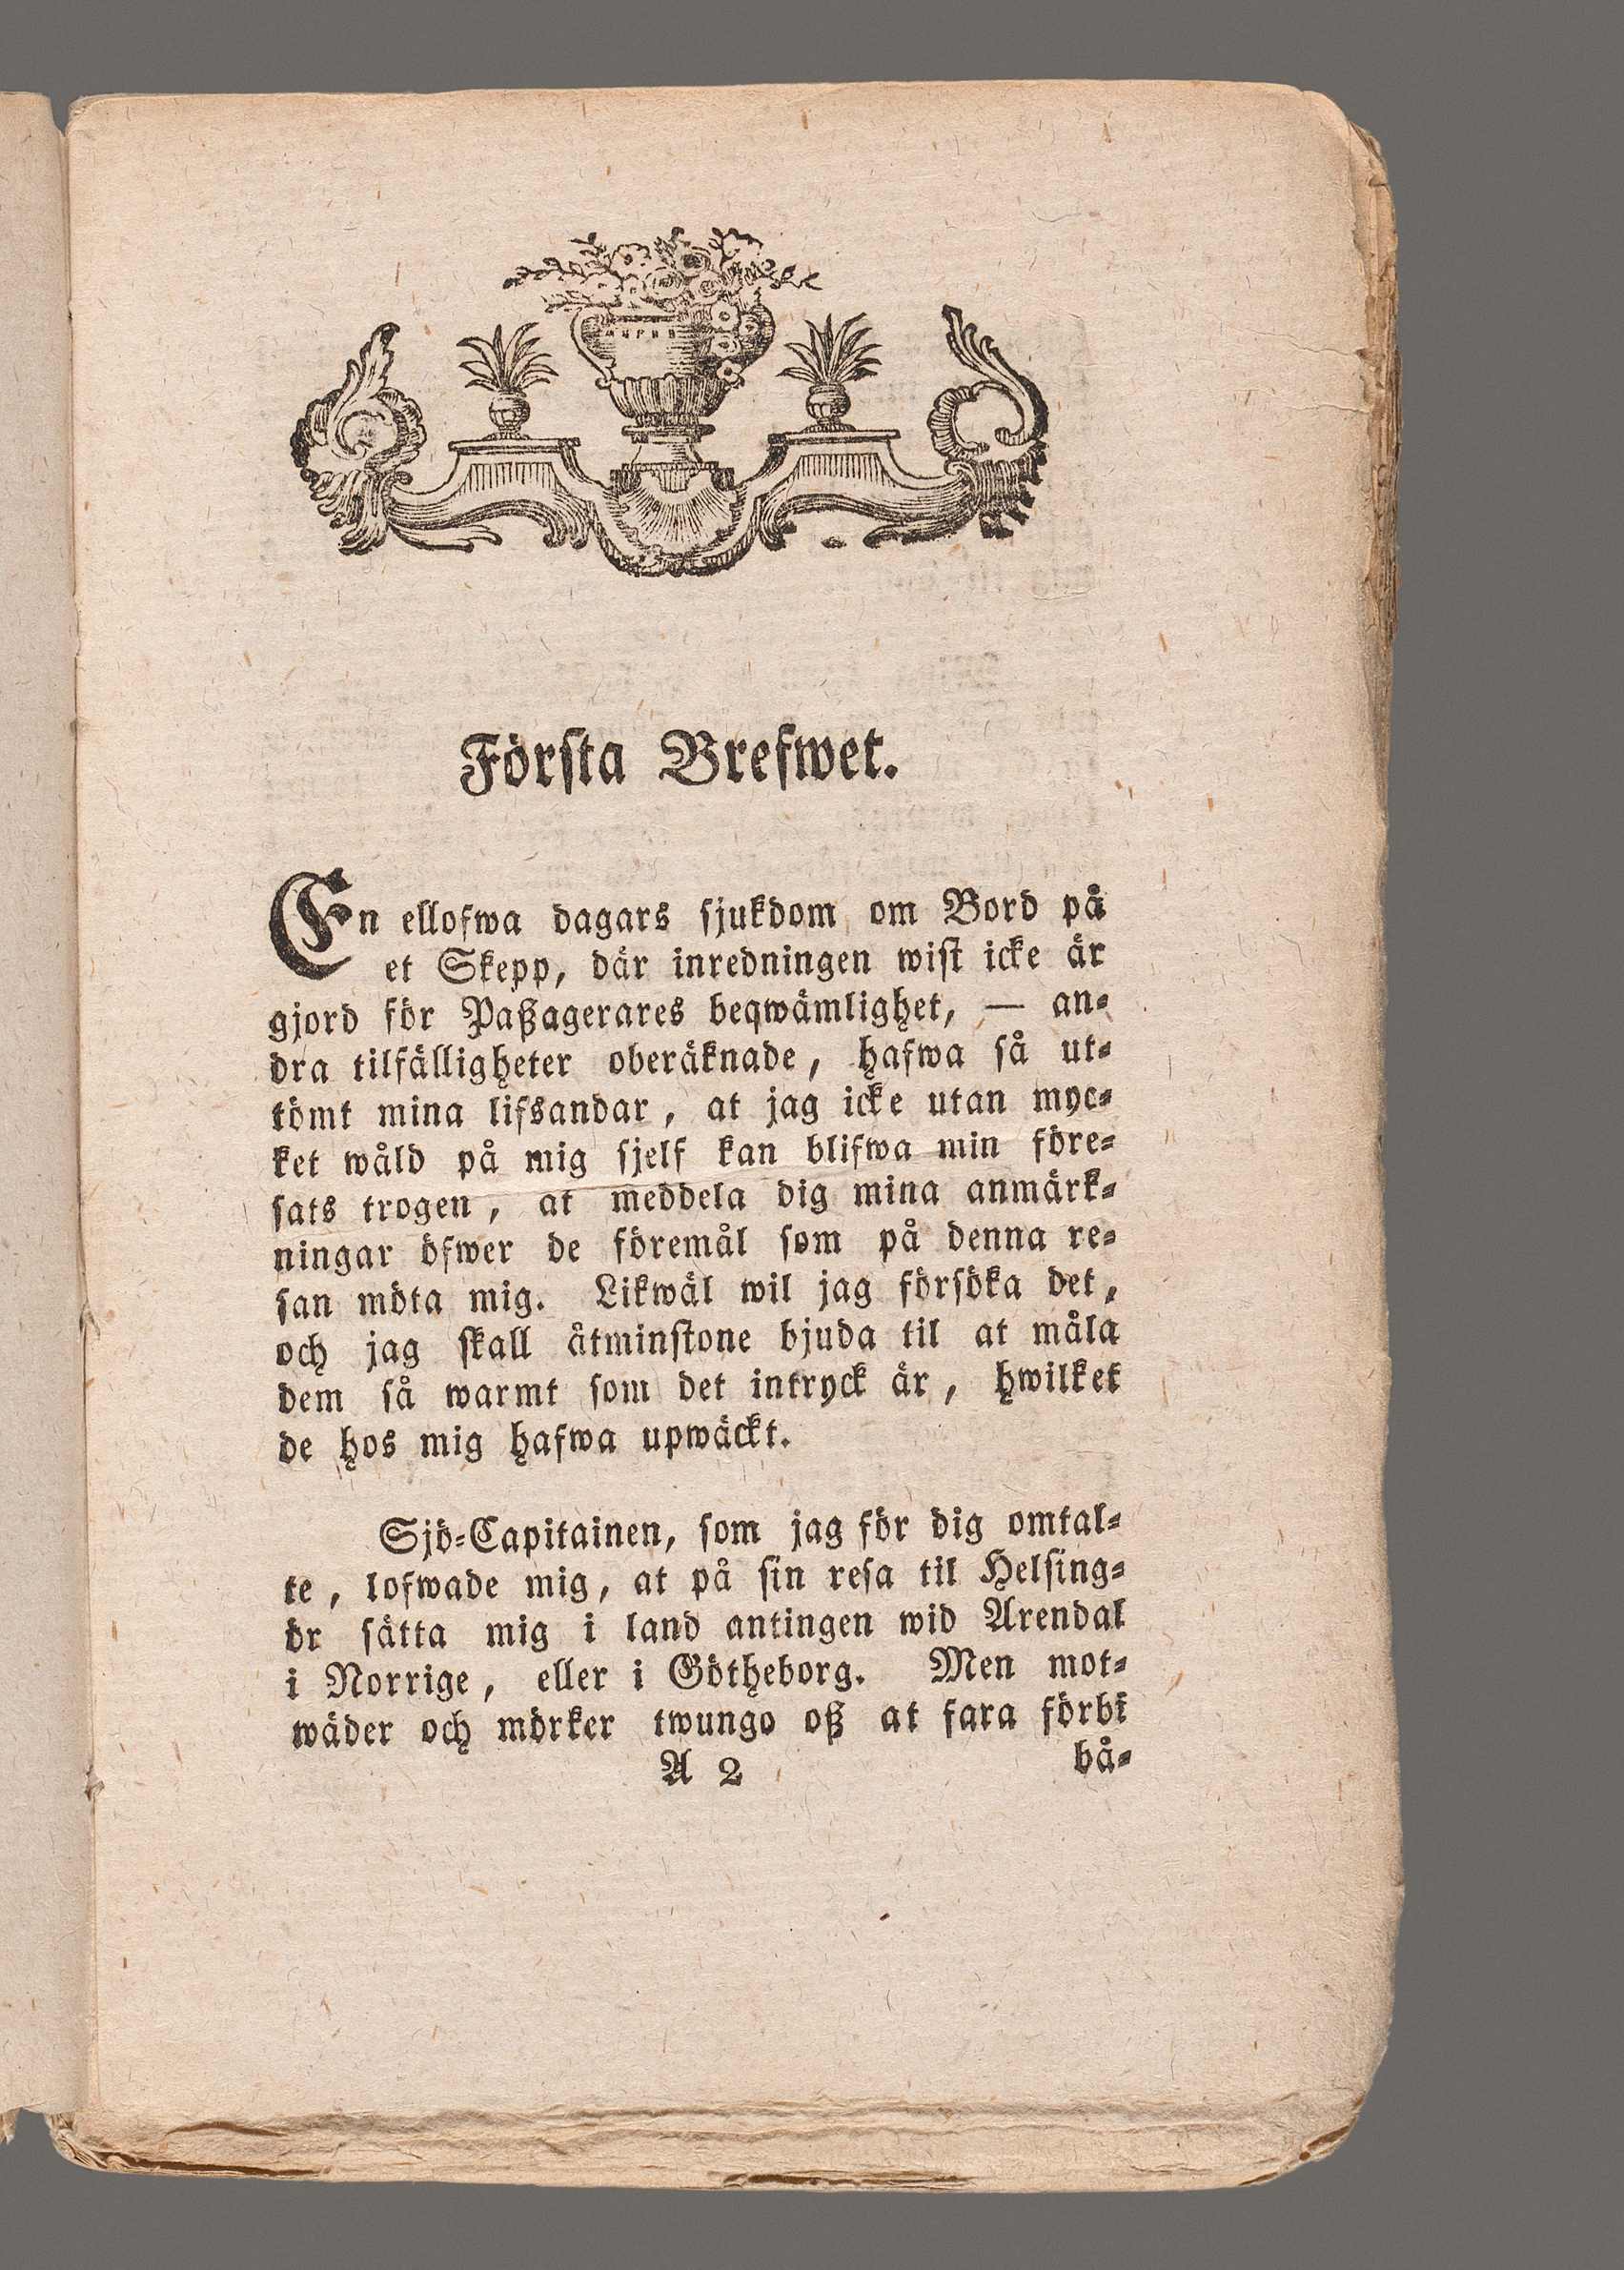 Första Brefwet.
En ellofwa dagars sjukdom om Bord på
et Skepp, där inredningen wist icke är
gjord för Paßagerares beqwämlighet, — an-
dra tilfälligheter oberäknade, hafwa så ut-
tömt mina lifsandar, at jag icke utan myc-
ket wåld på mig sjelf kan blifwa min före-
sats trogen, at meddela dig mina anmärk-
ningar öfwer de föremål som på denna re-
san möta mig. Likwäl wil jag försöka det,
och jag skall åtminstone bjuda til at måla
dem så warmt som det intryck är, hwilket
de hos mig hafwa upwäckt.
Sjö-Capitainen, som jag för dig omtal-
te, lofwade mig, at på sin resa til Helsing-
ör sätta mig i land antingen wid Arendal
i Norrige, eller i Götheborg. Men mot-
wäder och mörker twungo oß at fara förbi
A 2 bå-